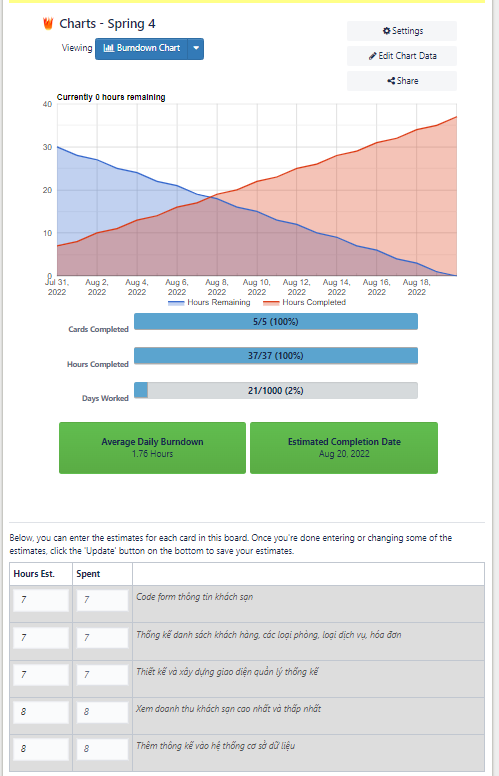 Charts - Spring 4
Settings
Viewing
Burndown Chart
Edit Chart Data
Share
Currently 0 hours remaining
40
30
20
10
0
Jul 31, 2022
Aug 2, 2022
Aug 4, 2022
Aug 6, 2022
Aug 8, 2022
Aug 10, 2022
Aug 12, 2022
Aug 14, 2022
Aug 16, 2022
Aug 18, 2022
Hours Remaining
Hours Completed
Cards Completed
5/5 (100%)
Hours Completed
37/37 (100%)
Days Worked
21/1000 (2%)
Average Daily Burndown
1.76 Hours
Estimated Completion Date
Aug 20, 2022
Below, you can enter the estimates for each card in this board. Once you're done entering or changing some of the
estimates, click the 'Update' button on the bottom to save your estimates.
Hours Est. Spent
7 7 Code form thông tin khách sạn
7 7 Thống kế danh sách khách hàng, các loại phòng, loại dịch vụ, hóa đơn
7 7 Thiết kế và xây dựng giao diện quản lý thống kế
8 8 Xem doanh thu khách sạn cao nhất và thấp nhất
8 8 Thêm thống kế vào hệ thống cơ sở dữ liệu